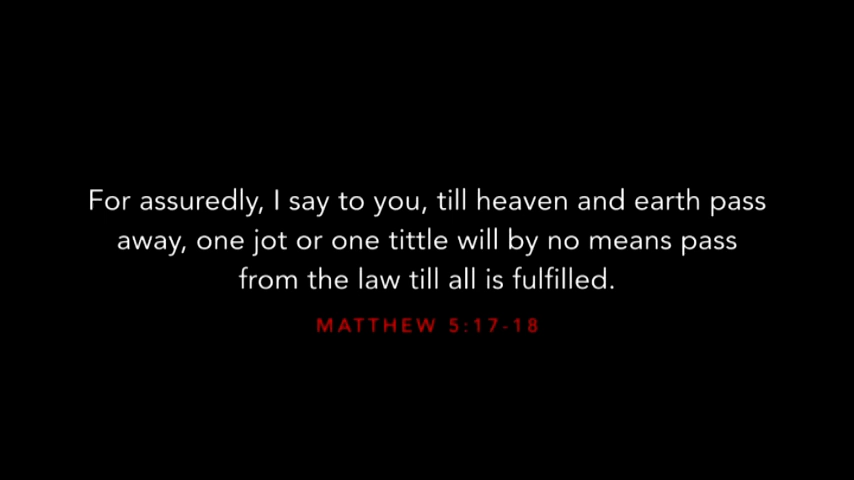 For assuredly, I say to you, till heaven and earth pass
away, one jot or one tittle will by no means pass
from the law till all is fulfilled.
MATTHEW 5:17-18